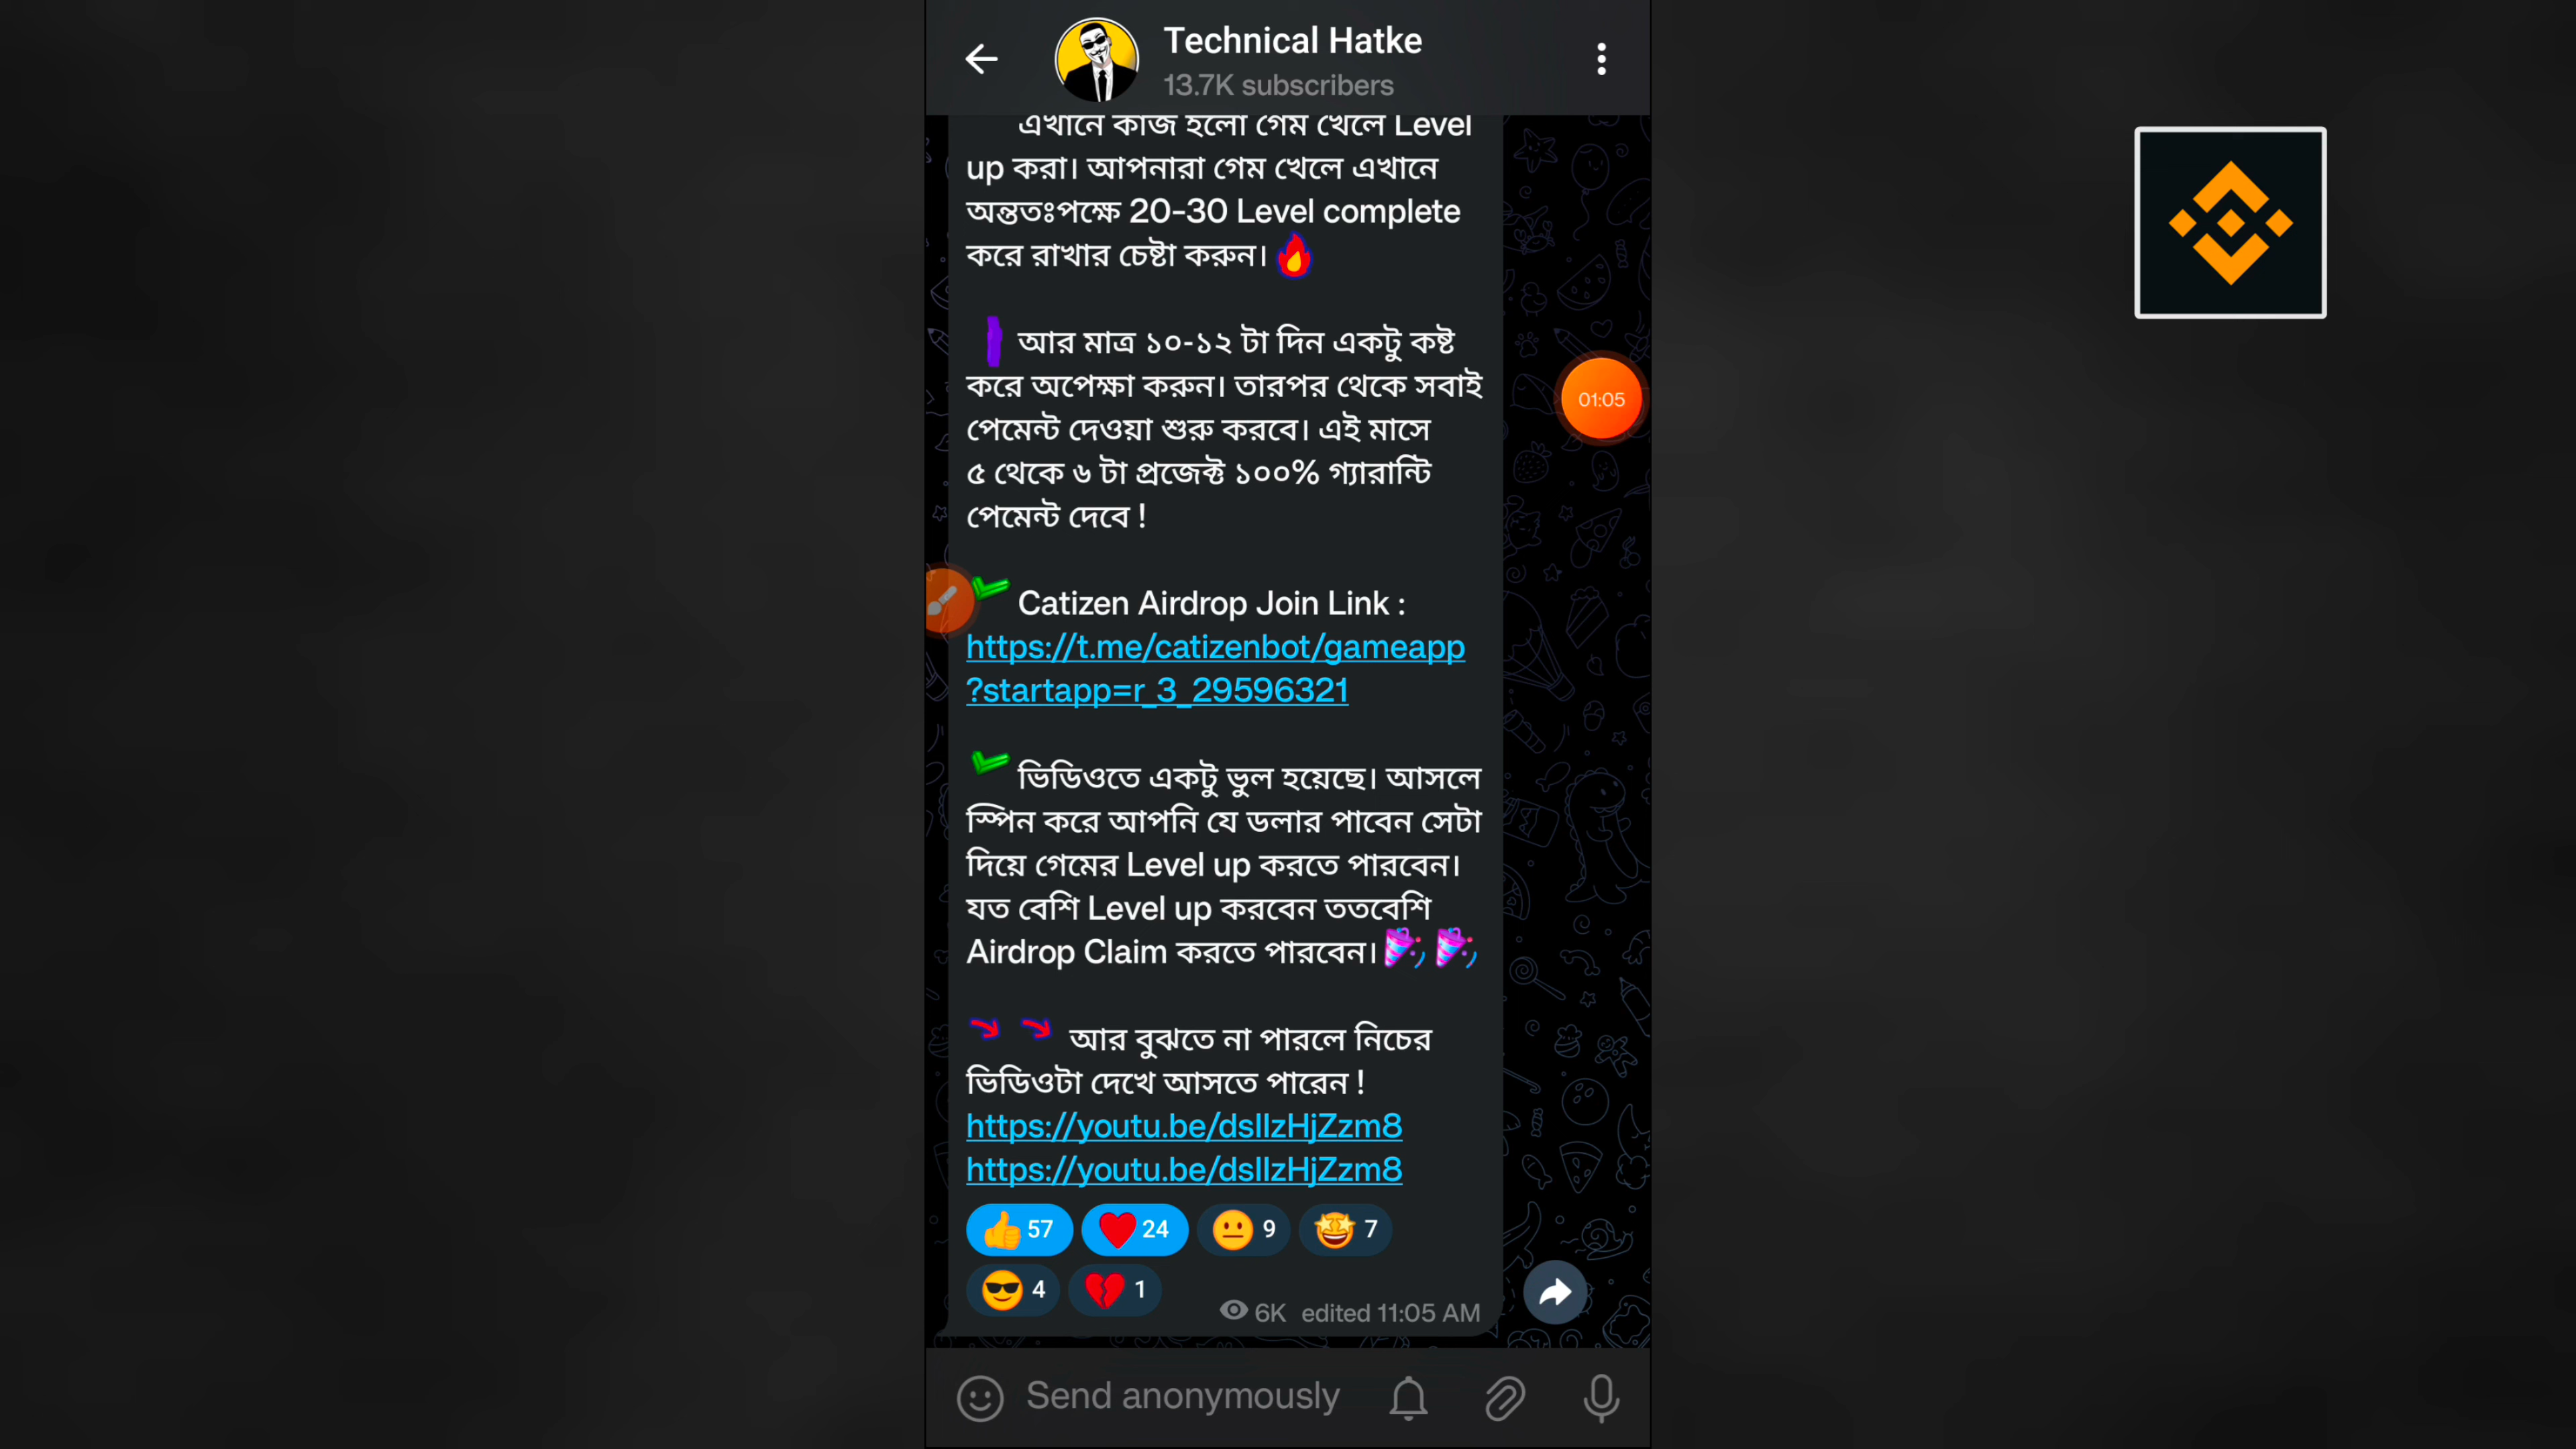 Technical Hatke
13.7K subscribers
এখানে কাজ হলো গেম খেলে Level
up করা। আপনারা গেম খেলে এখানে
অন্ততঃপক্ষে 20-30 Level complete
করে রাখার চেষ্টা করুন।
আর মাত্র ১০-১২ টা দিন একটু কষ্ট
করে অপেক্ষা করুন। তারপর থেকে সবাই
পেমেন্ট দেওয়া শুরু করবে। এই মাসে
৫ থেকে ৬ টা প্রজেক্ট ১০০% গ্যারান্টি
পেমেন্ট দেবে !
01:05
Catizen Airdrop Join Link :
https://t.me/catizenbot/gameapp
?startapp=r_3_29596321
ভিডিওতে একটু ভুল হয়েছে। আসলে
স্পিন করে আপনি যে ডলার পাবেন সেটা
দিয়ে গেমের Level up করতে পারবেন।
যত বেশি Level up করবেন ততবেশি
Airdrop Claim করতে পারবেন।
আর বুঝতে না পারলে নিচের
ভিডিওটা দেখে আসতে পারেন !
https://youtu.be/dsIlzHjZzm8
https://youtu.be/dsIlzHjZzm8
57 24 9 7
4 1
6K edited 11:05 AM
Send anonymously